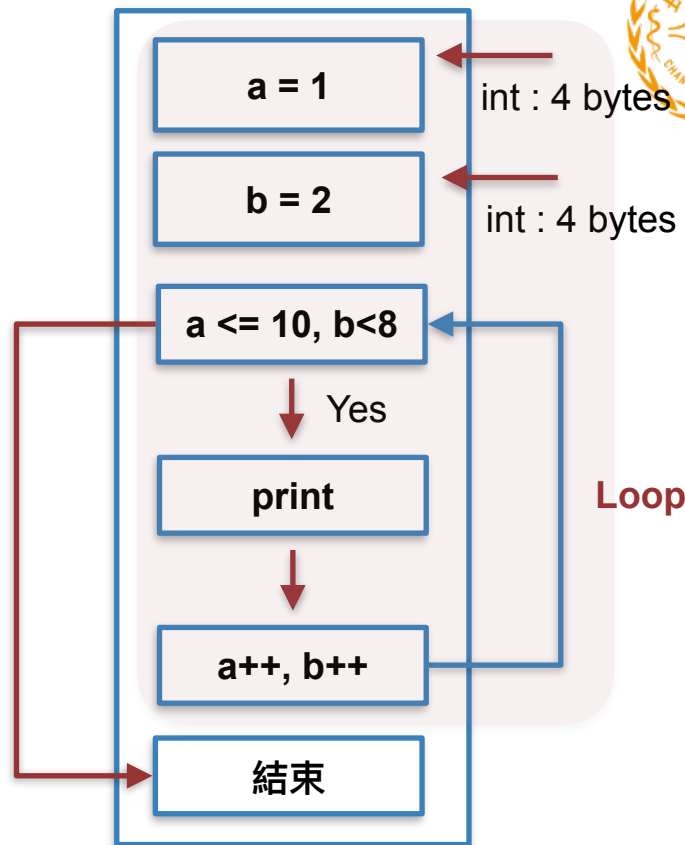 a = 1
int : 4 bytes
b = 2
int : 4 bytes
a <= 10, b<8
Yes
print
Loop
a++, b++
結束